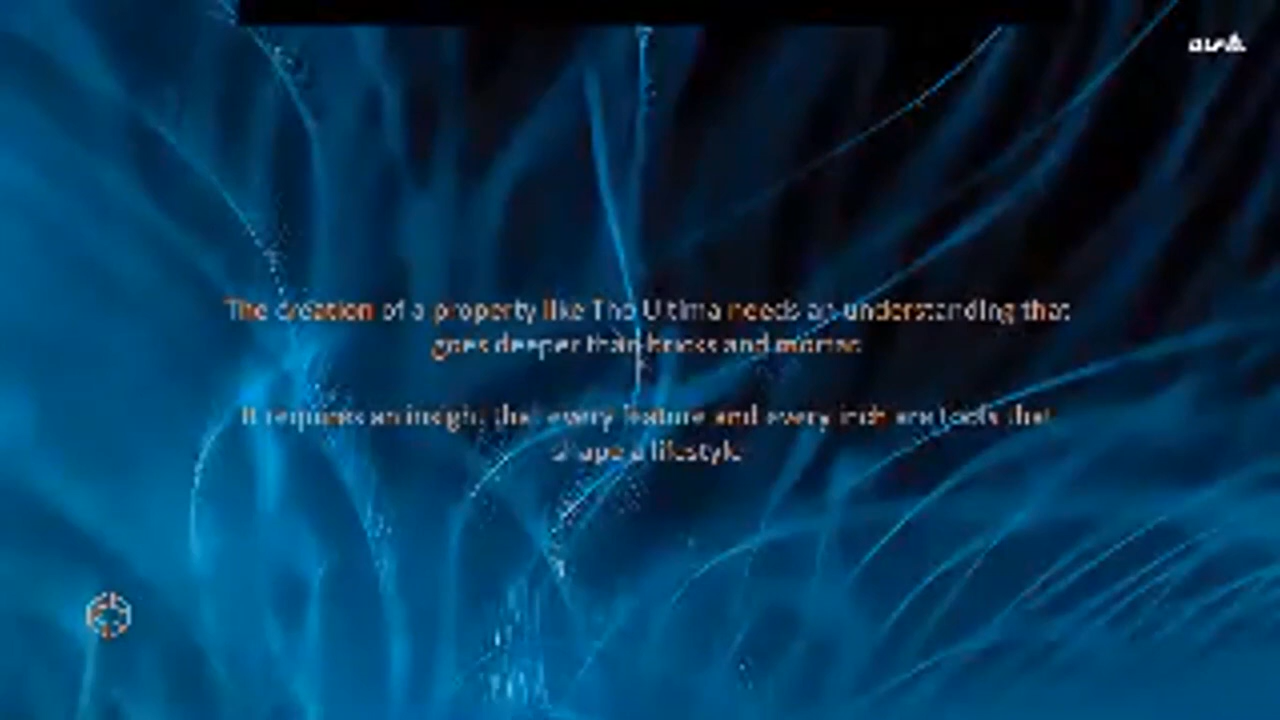 The creation of a property like The Ultima needs an understanding that
goes deeper than bricks and mortar.
It requires an insight that every feature and every inch are tools that
shape a lifestyle